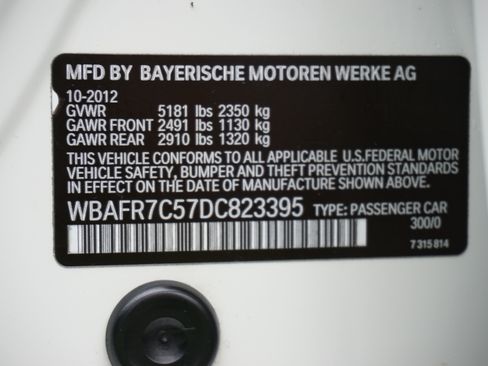 MFD BY BAYERISCHE MOTOREN WERKE AG
10-2012
GVWR 5181 lbs 2350 kg
GAWR FRONT 2491 lbs 1130 kg
GAWR REAR 2910 lbs 1320 kg
THIS VEHICLE CONFORMS TO ALL APPLICABLE U.S.FEDERAL MOTOR
VEHICLE SAFETY, BUMPER AND THEFT PREVENTION STANDARDS
IN EFFECT ON THE DATE OF MANUFACTURE SHOWN ABOVE.
WBAFR7C57DC823395 TYPE: PASSENGER CAR
300/0
7 315 814